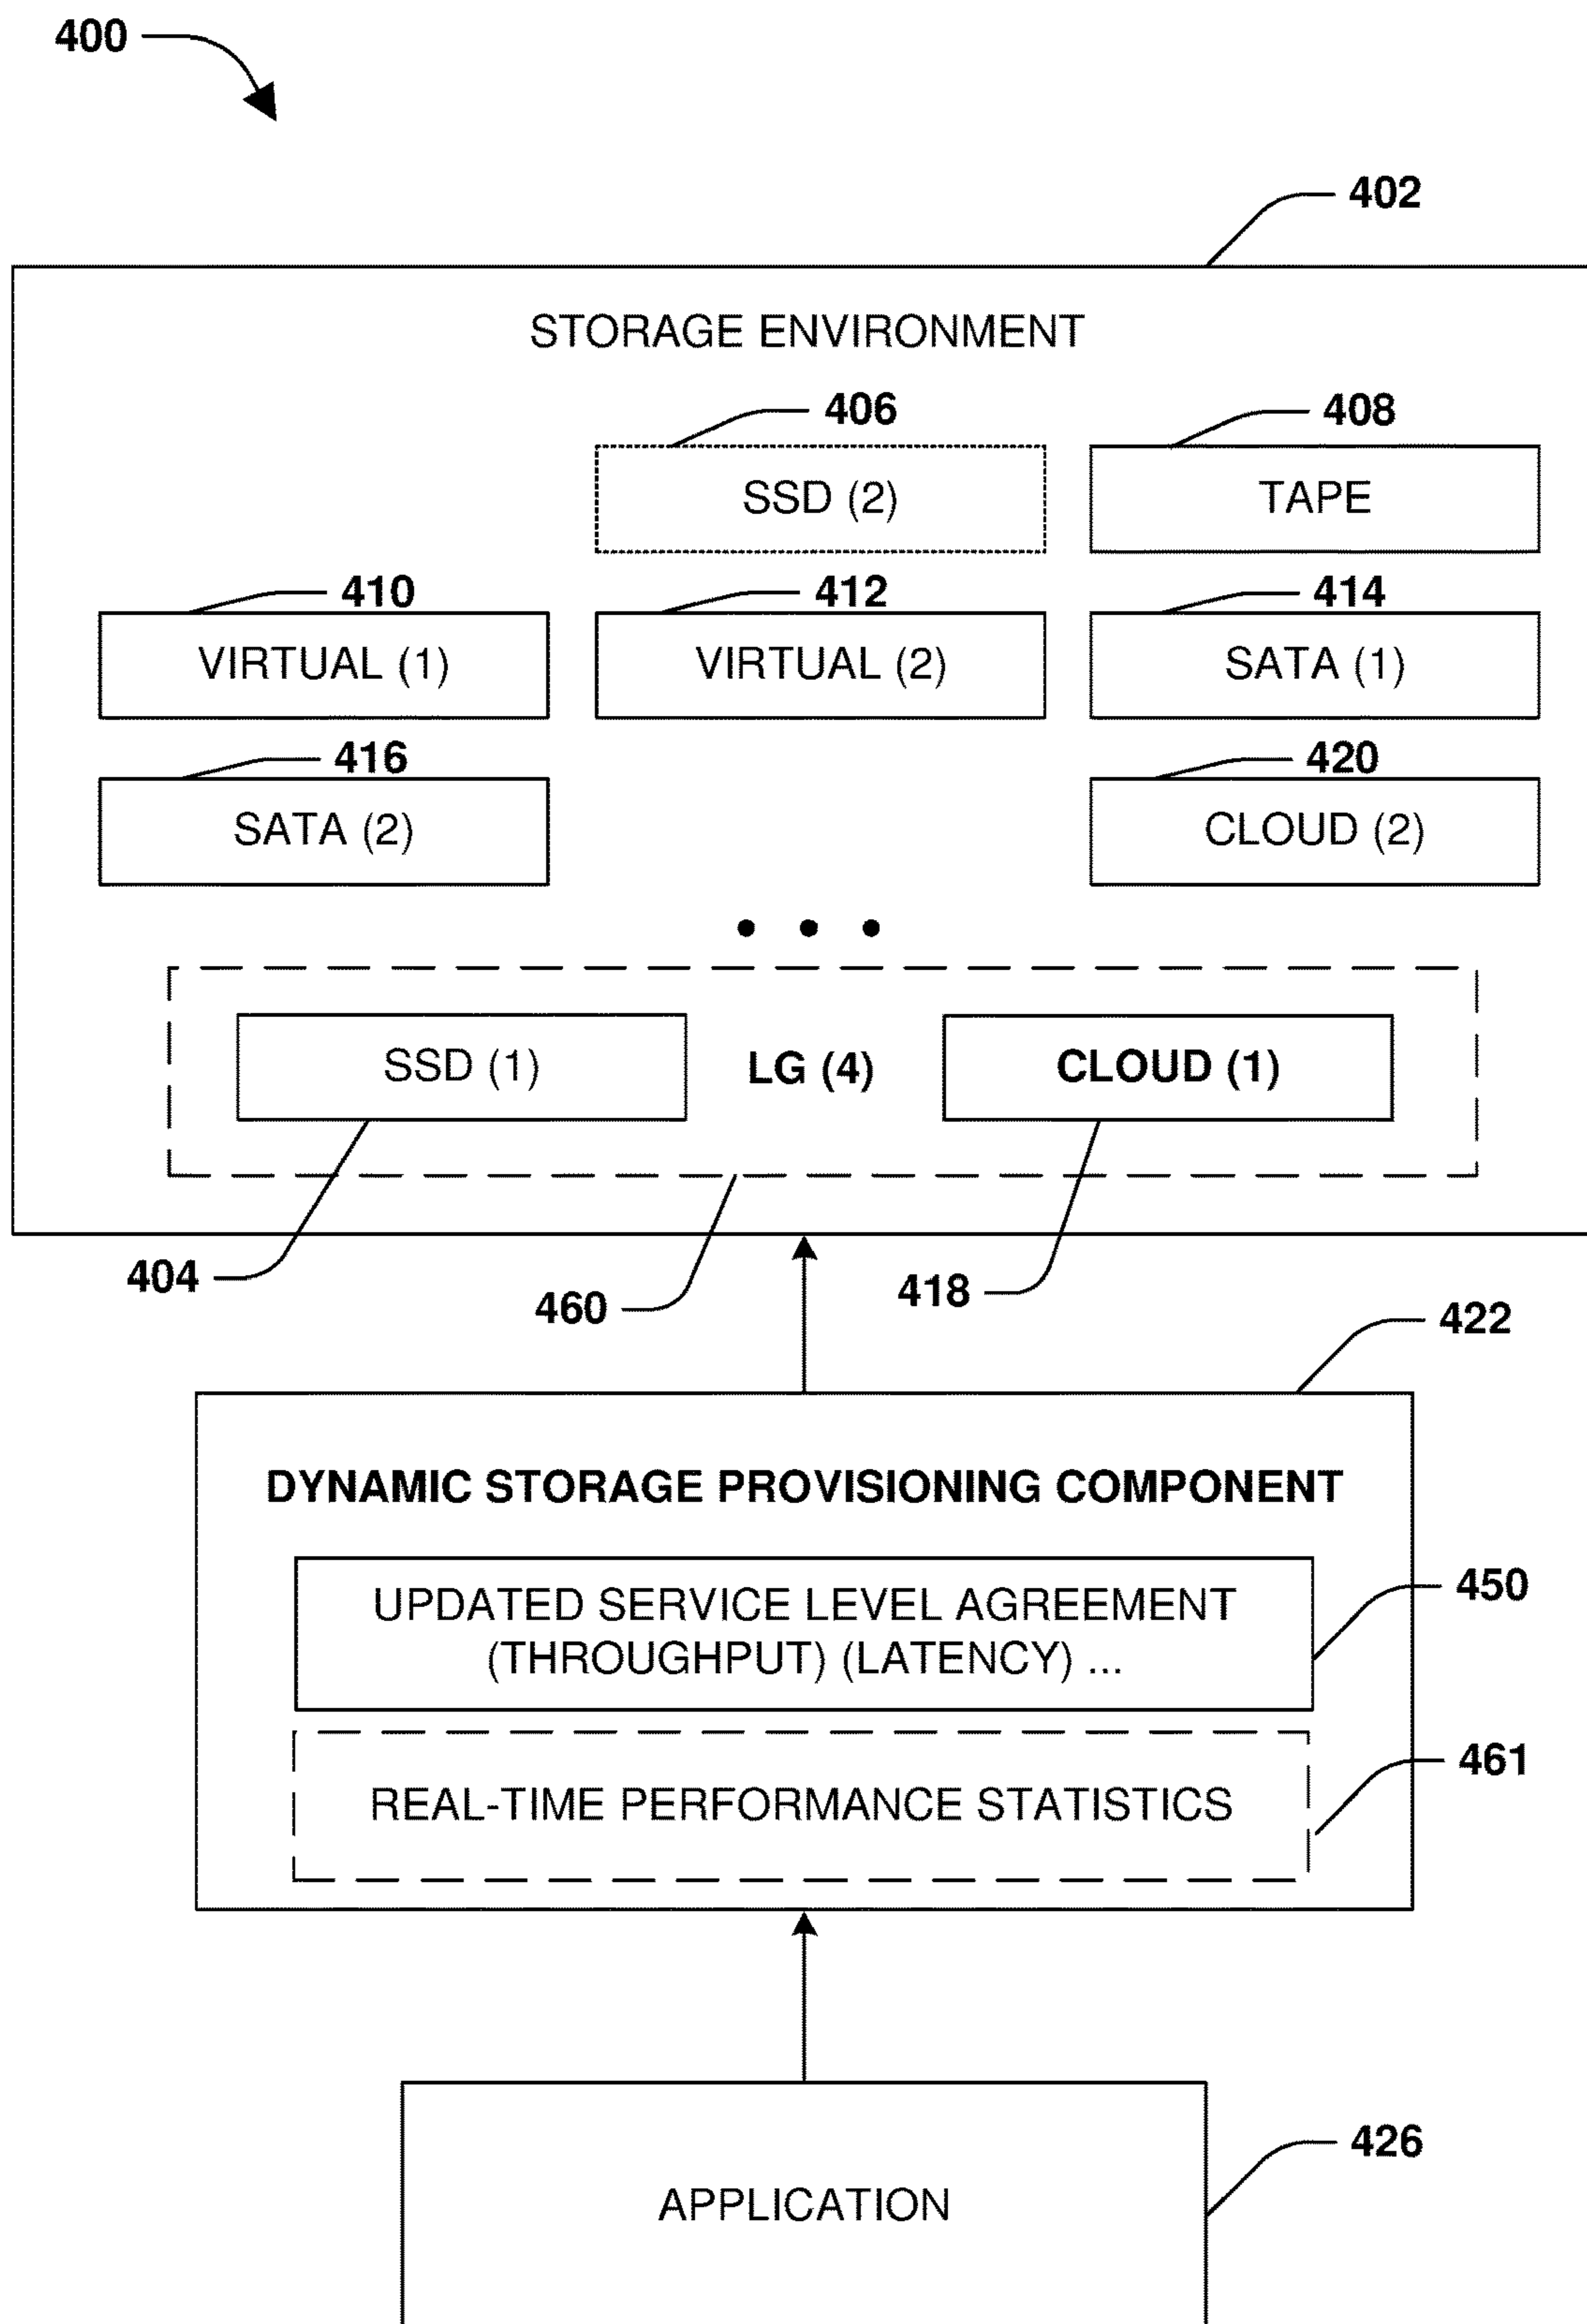 400
402
STORAGE ENVIRONMENT
406
408
SSD (2)
TAPE
410
412
414
VIRTUAL (1)
VIRTUAL (2)
SATA (1)
416
420
SATA (2)
CLOUD (2)
• • •
SSD (1)
LG (4)
CLOUD (1)
404
460
418
422
DYNAMIC STORAGE PROVISIONING COMPONENT
UPDATED SERVICE LEVEL AGREEMENT
(THROUGHPUT) (LATENCY) ...
450
REAL-TIME PERFORMANCE STATISTICS
461
APPLICATION
426